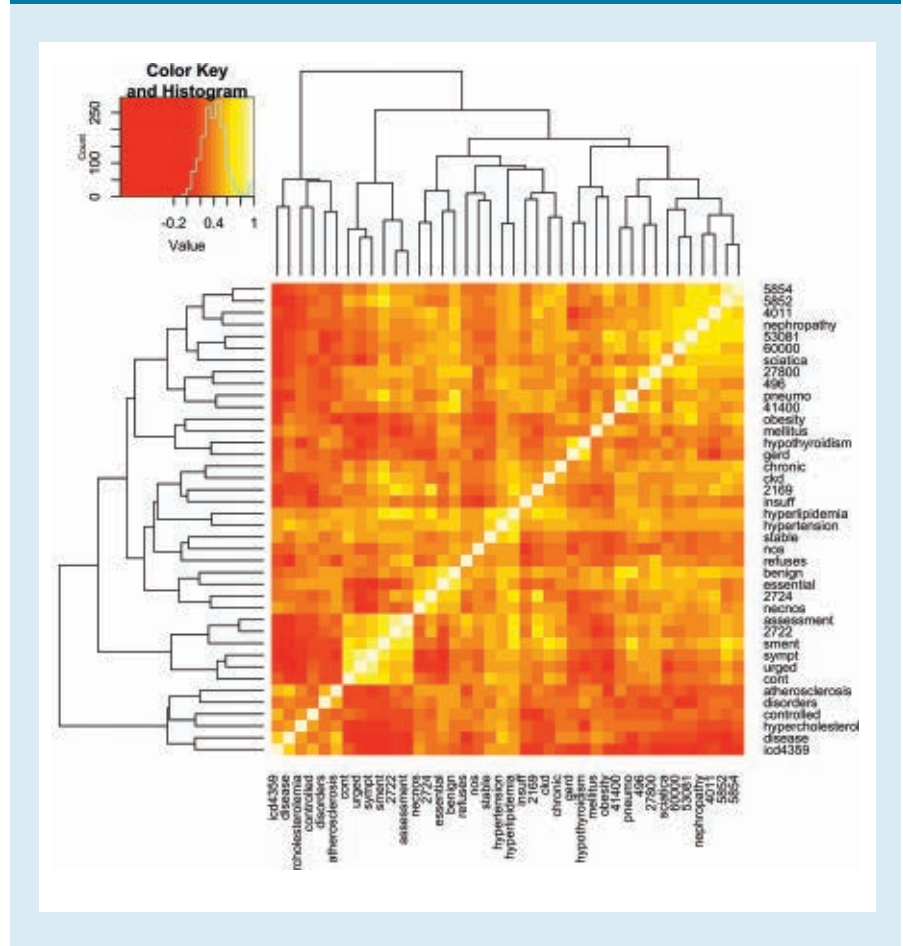 Color Key
and Histogram
Count
0 100 250
-0.2 0.4 1
Value
5854
5852
4011
nephropathy
53081
60000
sciatica
27800
496
pneumo
41400
obesity
mellitus
hypothyroidism
gerd
chronic
ckd
2169
insuff
hyperlipidemia
hypertension
stable
nos
refuses
benign
essential
2724
necnos
assessment
2722
sment
sympt
urged
cont
atherosclerosis
disorders
controlled
hypercholesterol
disease
icd4359
icd4359
disease
rcholesterolemia
controlled
disorders
atherosclerosis
cont
urged
sympt
sment
2722
assessment
necnos
2724
essential
benign
refuses
nos
stable
hypertension
hyperlipidemia
insuff
2169
ckd
chronic
gerd
hypothyroidism
mellitus
obesity
41400
pneumo
496
27800
sciatica
60000
53081
nephropathy
4011
5852
5854